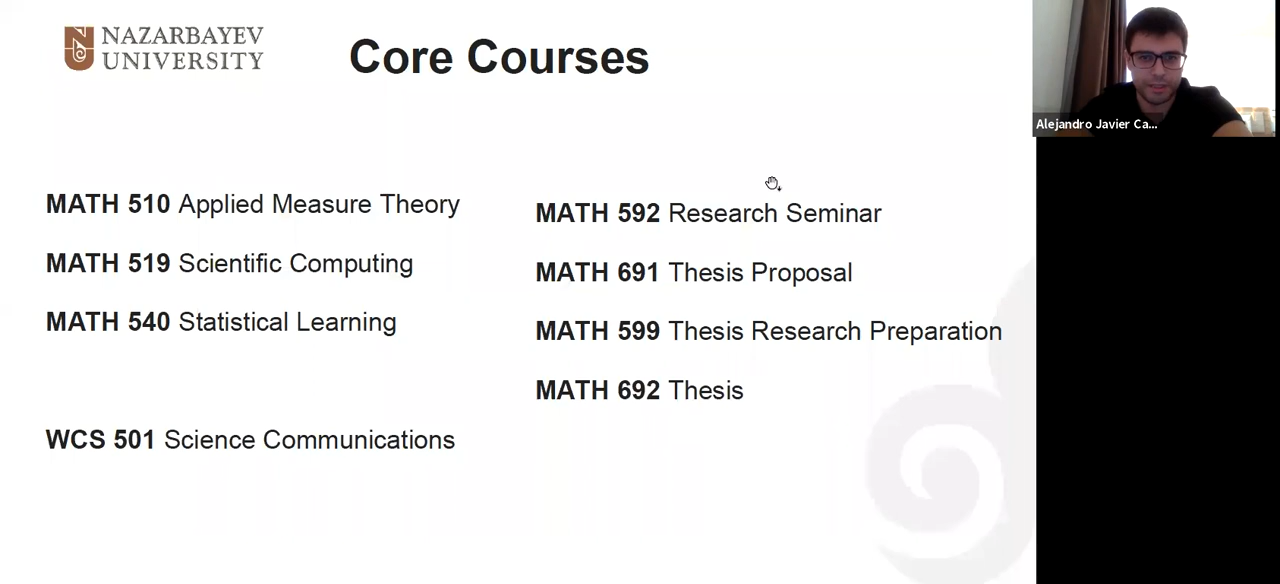 NAZARBAYEV
UNIVERSITY
Core Courses
Alejandro Javier Ca...
MATH 510 Applied Measure Theory
MATH 519 Scientific Computing
MATH 540 Statistical Learning
WCS 501 Science Communications
MATH 592 Research Seminar
MATH 691 Thesis Proposal
MATH 599 Thesis Research Preparation
MATH 692 Thesis